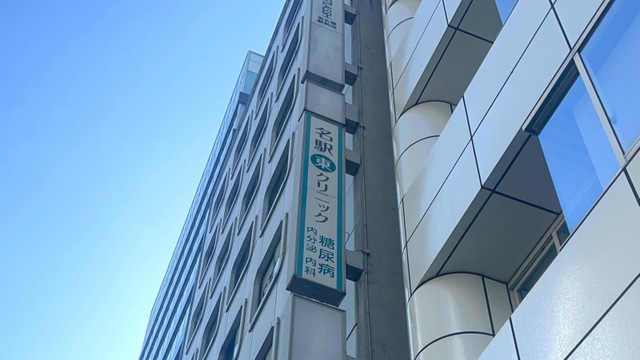 名駅東クリニック
糖尿病
内分泌 内科